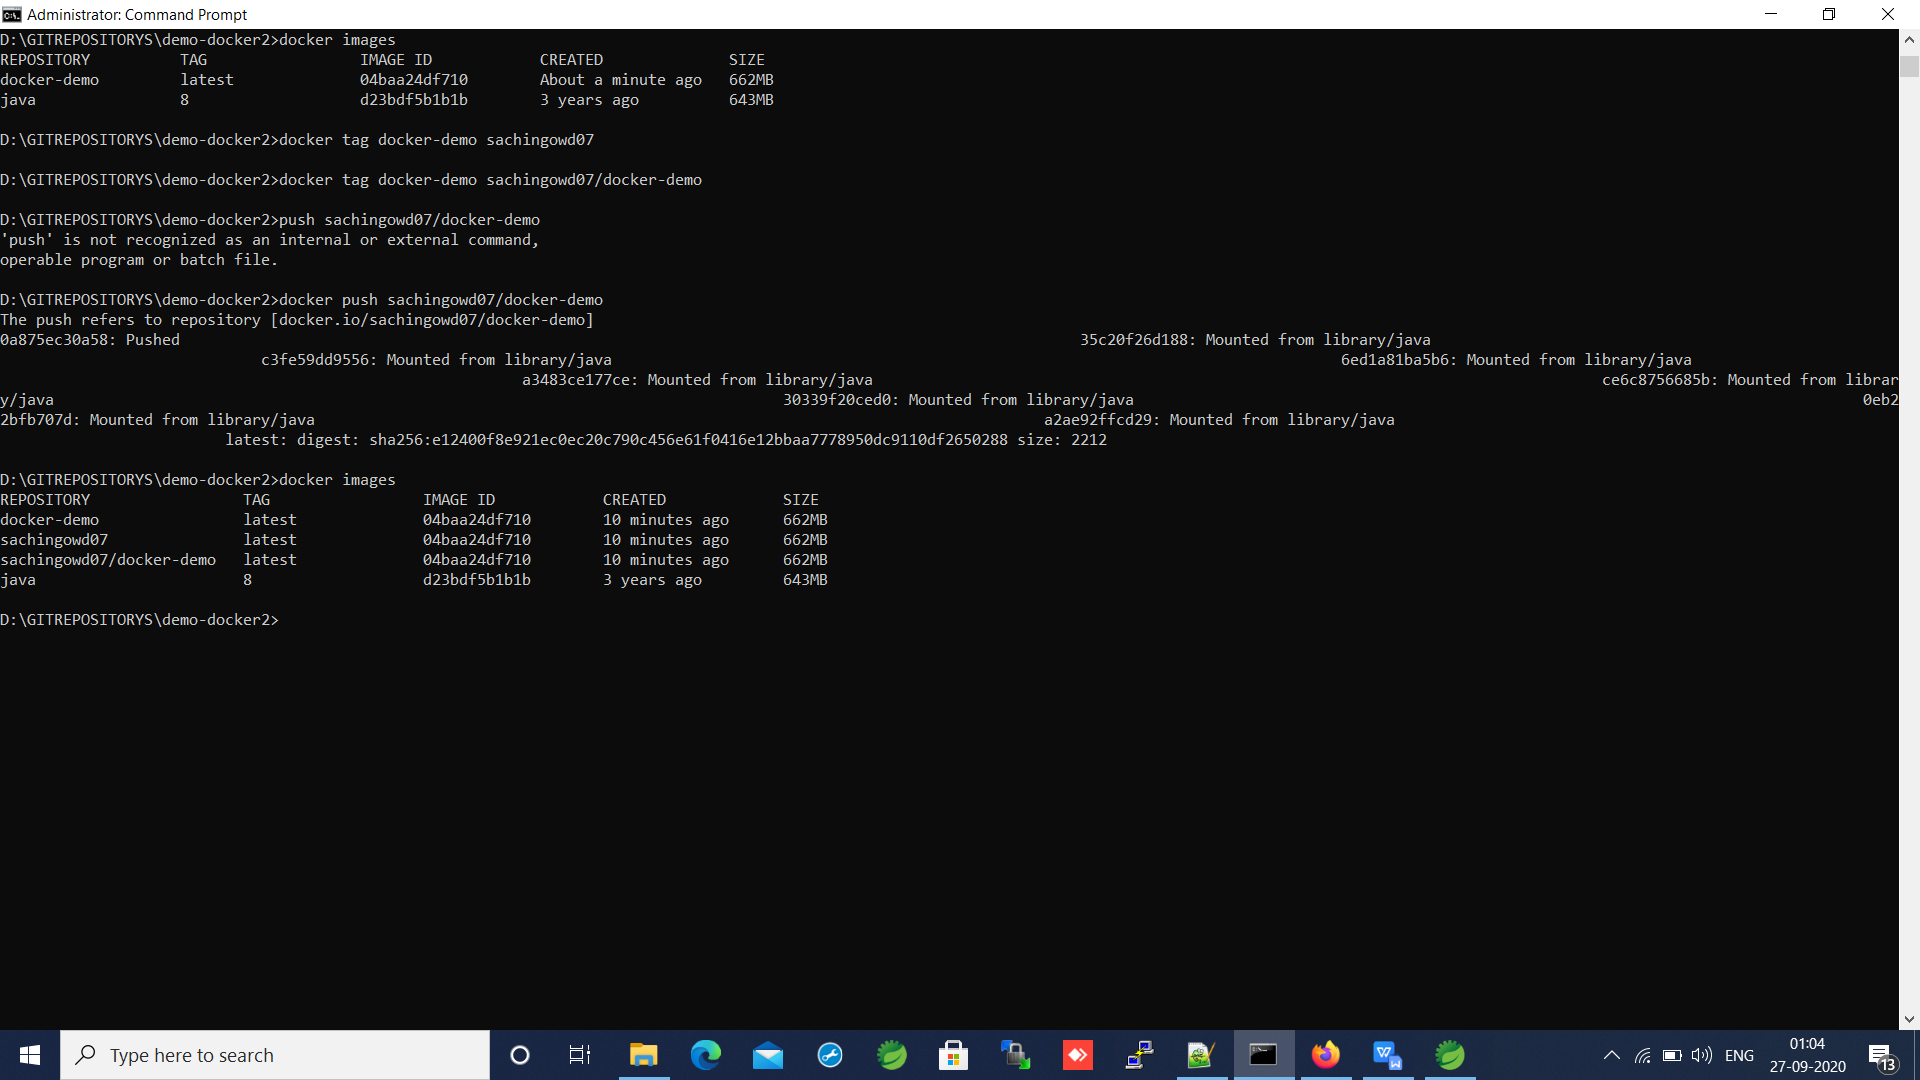 Administrator: Command Prompt
D:\GITREPOSITORYS\demo-docker2>docker images
REPOSITORY TAG IMAGE ID CREATED SIZE
docker-demo latest 04baa24df710 About a minute ago 662MB
java 8 d23bdf5b1b1b 3 years ago 643MB
D:\GITREPOSITORYS\demo-docker2>docker tag docker-demo sachingowd07
D:\GITREPOSITORYS\demo-docker2>docker tag docker-demo sachingowd07/docker-demo
D:\GITREPOSITORYS\demo-docker2>push sachingowd07/docker-demo
'push' is not recognized as an internal or external command,
operable program or batch file.
D:\GITREPOSITORYS\demo-docker2>docker push sachingowd07/docker-demo
The push refers to repository [docker.io/sachingowd07/docker-demo]
0a875ec30a58: Pushed 35c20f26d188: Mounted from library/java
c3fe59dd9556: Mounted from library/java 6ed1a81ba5b6: Mounted from library/java
a3483ce177ce: Mounted from library/java ce6c8756685b: Mounted from librar
y/java 30339f20ced0: Mounted from library/java 0eb2
2bfb707d: Mounted from library/java a2ae92ffcd29: Mounted from library/java
latest: digest: sha256:e12400f8e921ec0ec20c790c456e61f0416e12bbaa7778950dc9110df2650288 size: 2212
D:\GITREPOSITORYS\demo-docker2>docker images
REPOSITORY TAG IMAGE ID CREATED SIZE
docker-demo latest 04baa24df710 10 minutes ago 662MB
sachingowd07 latest 04baa24df710 10 minutes ago 662MB
sachingowd07/docker-demo latest 04baa24df710 10 minutes ago 662MB
java 8 d23bdf5b1b1b 3 years ago 643MB
D:\GITREPOSITORYS\demo-docker2>
Type here to search
ENG
01:04
27-09-2020
13